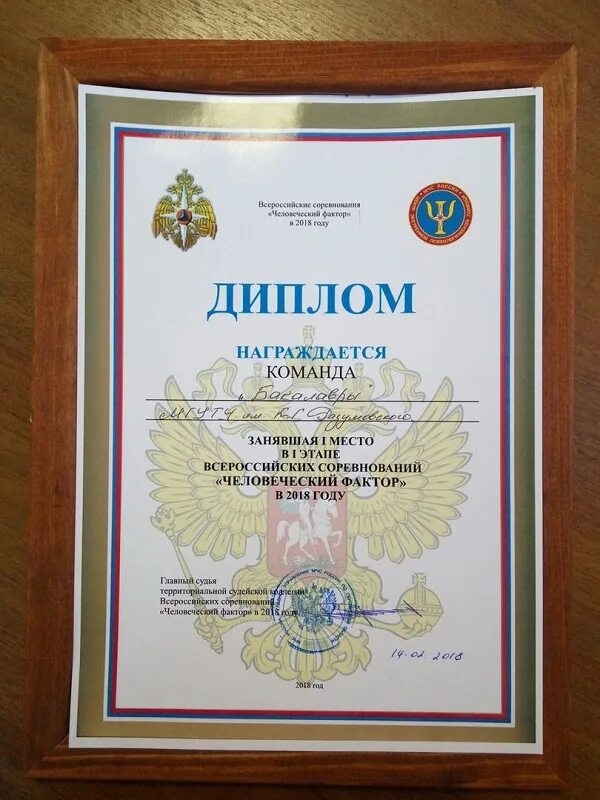 Всероссийские соревнования
«Человеческий фактор»
в 2018 году
МЧС РОССИИ
ДИПЛОМ
НАГРАЖДАЕТСЯ
КОМАНДА
„Бакалавры"
МГУТУ им К.Г. Разумовского
ЗАНЯВШАЯ I МЕСТО
В I ЭТАПЕ
ВСЕРОССИЙСКИХ СОРЕВНОВАНИЙ
«ЧЕЛОВЕЧЕСКИЙ ФАКТОР»
В 2018 ГОДУ
Главный судья
территориальной судейской коллегии
Всероссийских соревнований
«Человеческий фактор» в 2018 году
14.02.2018
2018 год